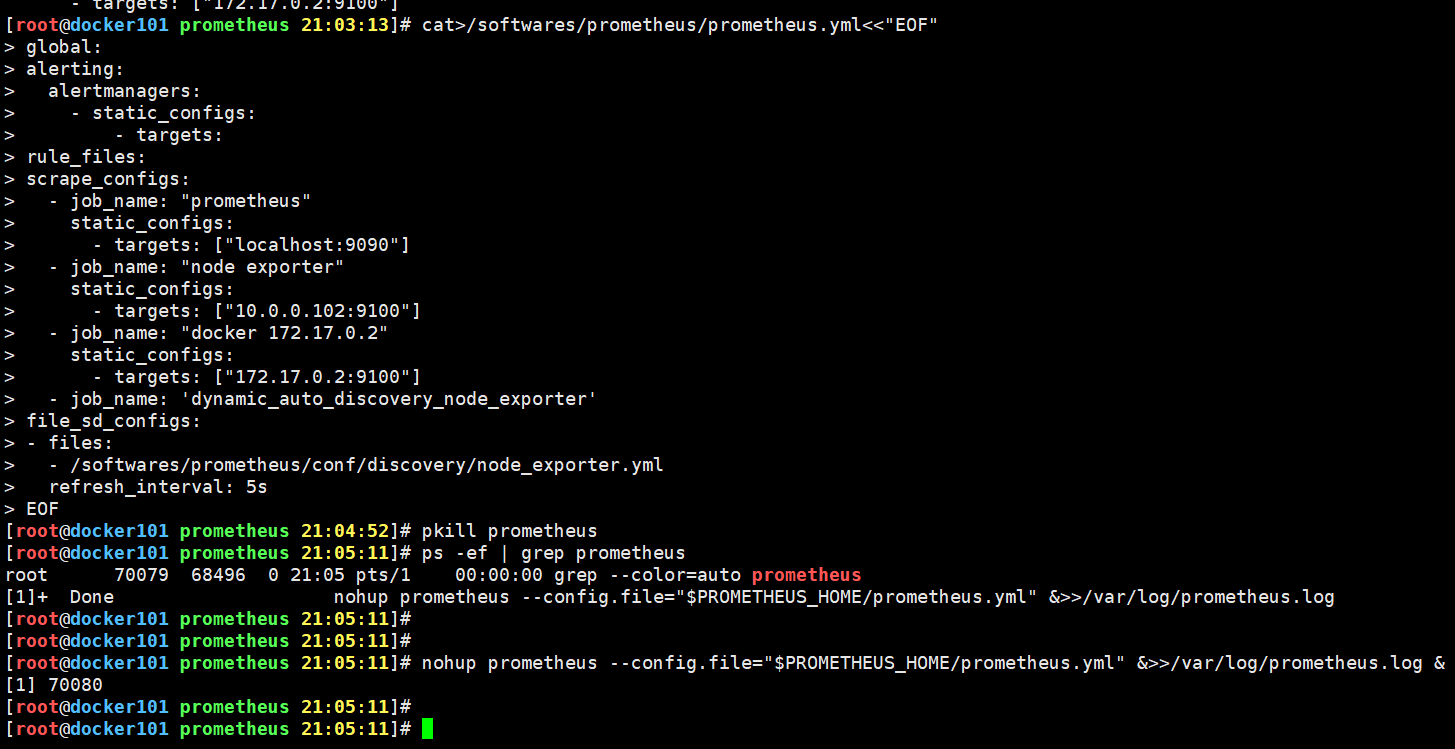 - targets: ["172.17.0.2:9100"]
[root@docker101 prometheus 21:03:13]# cat>/softwares/prometheus/prometheus.yml<<"EOF"
> global:
> alerting:
>   alertmanagers:
>     - static_configs:
>         - targets:
> rule_files:
> scrape_configs:
>   - job_name: "prometheus"
>     static_configs:
>       - targets: ["localhost:9090"]
>   - job_name: "node exporter"
>     static_configs:
>       - targets: ["10.0.0.102:9100"]
>   - job_name: "docker 172.17.0.2"
>     static_configs:
>       - targets: ["172.17.0.2:9100"]
>   - job_name: 'dynamic_auto_discovery_node_exporter'
> file_sd_configs:
> - files:
>   - /softwares/prometheus/conf/discovery/node_exporter.yml
>   refresh_interval: 5s
> EOF
[root@docker101 prometheus 21:04:52]# pkill prometheus
[root@docker101 prometheus 21:05:11]# ps -ef | grep prometheus
root      70079  68496  0 21:05 pts/1    00:00:00 grep --color=auto prometheus
[1]+  Done                    nohup prometheus --config.file="$PROMETHEUS_HOME/prometheus.yml" &>>/var/log/prometheus.log
[root@docker101 prometheus 21:05:11]#
[root@docker101 prometheus 21:05:11]#
[root@docker101 prometheus 21:05:11]# nohup prometheus --config.file="$PROMETHEUS_HOME/prometheus.yml" &>>/var/log/prometheus.log &
[1] 70080
[root@docker101 prometheus 21:05:11]#
[root@docker101 prometheus 21:05:11]#